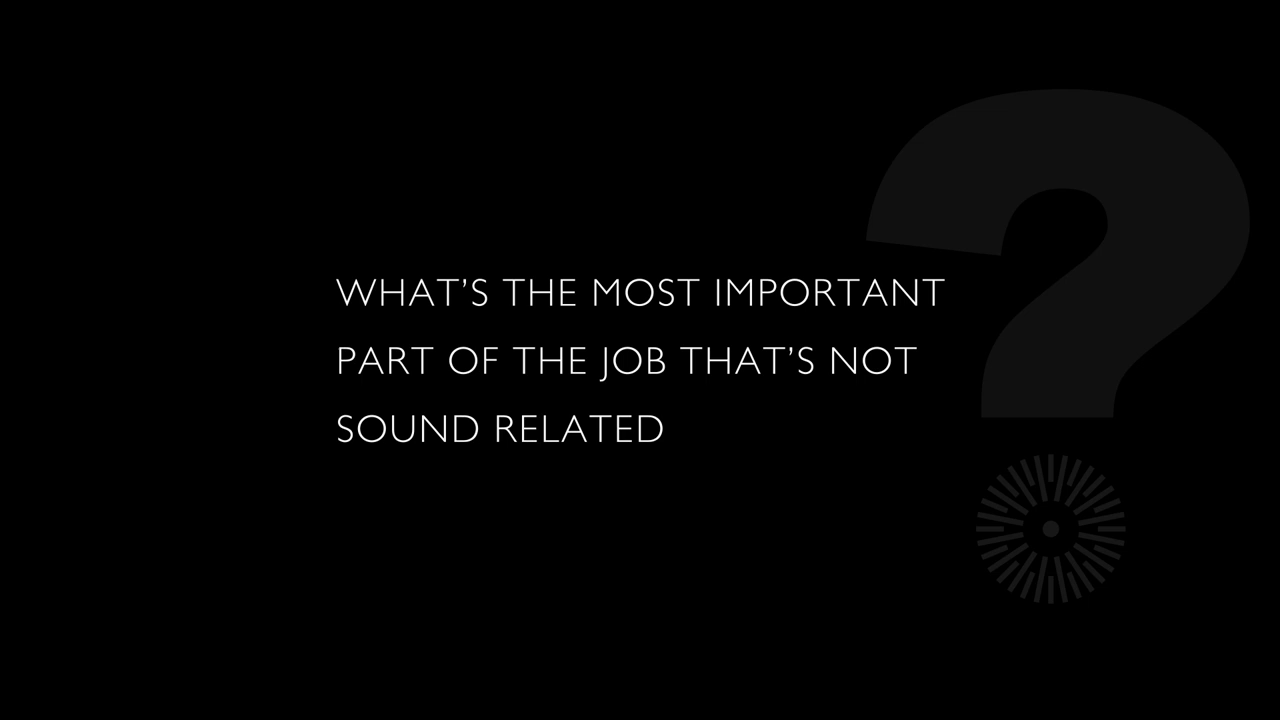 WHAT’S THE MOST IMPORTANT
PART OF THE JOB THAT’S NOT
SOUND RELATED
?